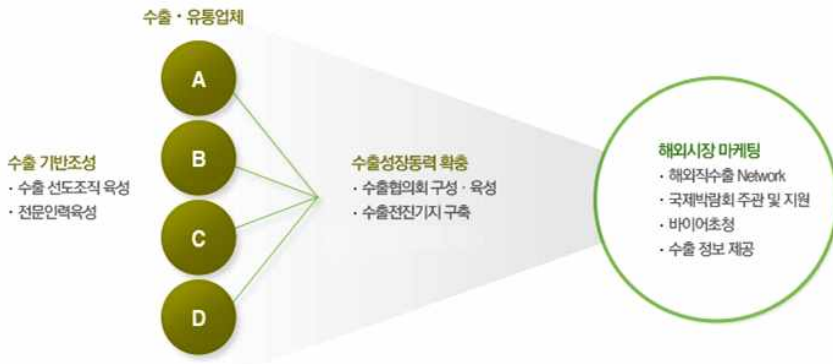 수출 · 유통업체
A
B
C
D
수출 기반조성
· 수출 선도조직 육성
· 전문인력육성
수출성장동력 확충
· 수출협의회 구성 · 육성
· 수출전진기지 구축
해외시장 마케팅
· 해외직수출 Network
· 국제박람회 주관 및 지원
· 바이어초청
· 수출 정보 제공